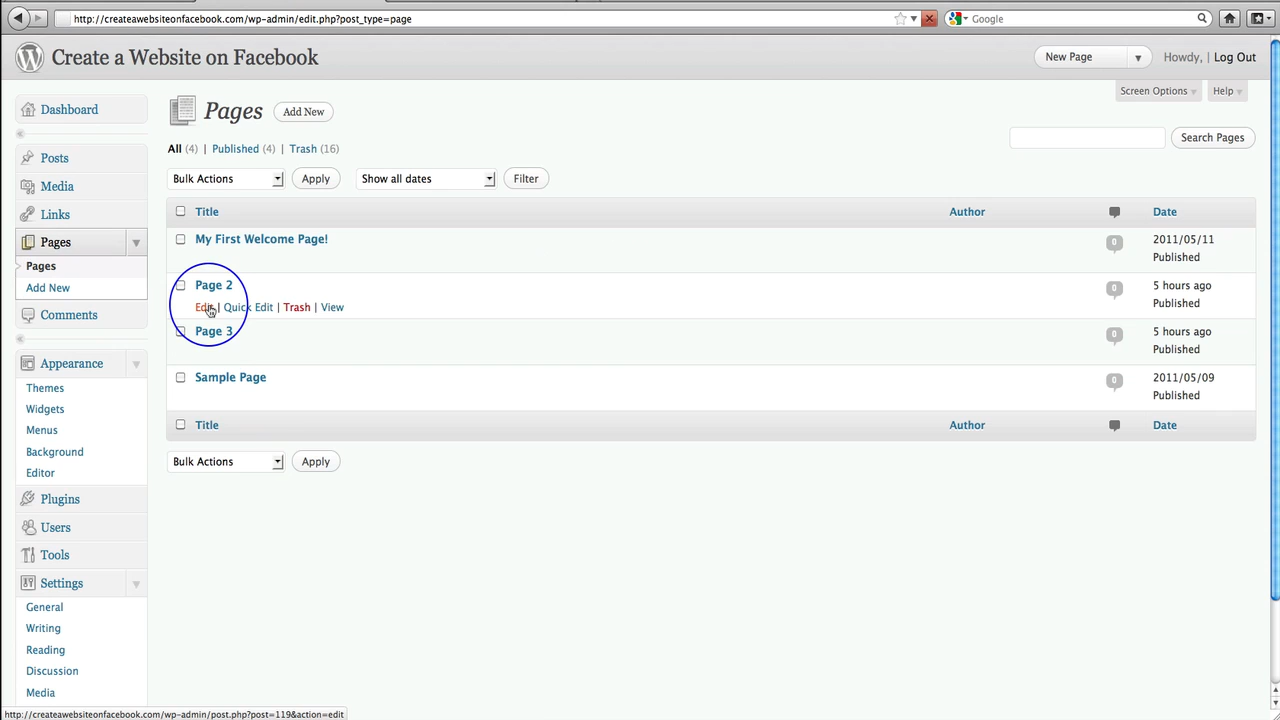 http://createawebsiteonfacebook.com/wp-admin/edit.php?post_type=page
Google
Create a Website on Facebook
New Page
Howdy, | Log Out
Screen Options
Help
Pages
Add New
All (4) | Published (4) | Trash (16)
Search Pages
Bulk Actions
Apply
Show all dates
Filter
Title
Author
Date
My First Welcome Page!
0
2011/05/11
Published
Page 2
Edit | Quick Edit | Trash | View
0
5 hours ago
Published
Page 3
0
5 hours ago
Published
Sample Page
0
2011/05/09
Published
Title
Author
Date
Bulk Actions
Apply
Dashboard
Posts
Media
Links
Pages
Pages
Add New
Comments
Appearance
Themes
Widgets
Menus
Background
Editor
Plugins
Users
Tools
Settings
General
Writing
Reading
Discussion
Media
http://createawebsiteonfacebook.com/wp-admin/post.php?post=119&action=edit